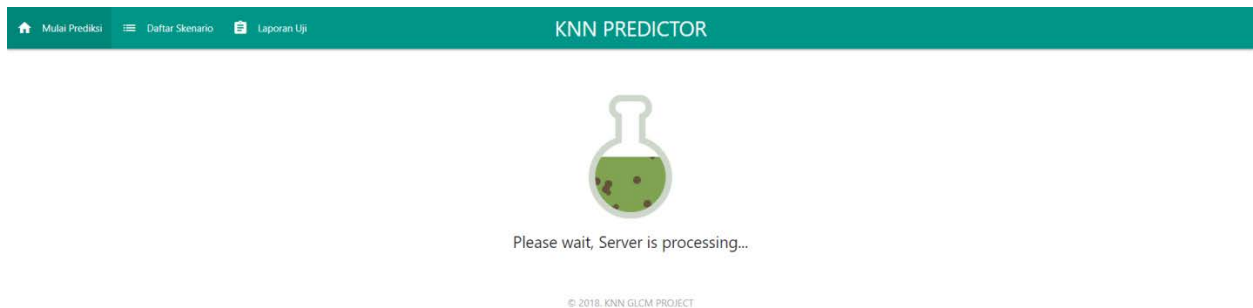 Mulai Prediksi Daftar Skenario Laporan Uji KNN PREDICTOR
Please wait, Server is processing...
© 2018. KNN GLCM PROJECT